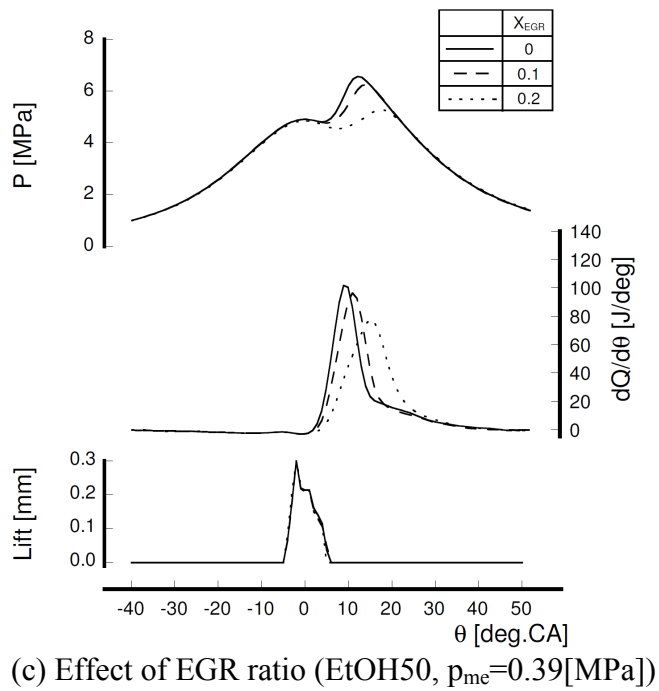 X_EGR
0
0.1
0.2
8
6
4
2
0
P [MPa]
140
120
100
80
60
40
20
0
dQ/dθ [J/deg]
0.3
0.2
0.1
0.0
Lift [mm]
-40 -30 -20 -10 0 10 20 30 40 50
θ [deg.CA]
(c) Effect of EGR ratio (EtOH50, p_me=0.39[MPa])